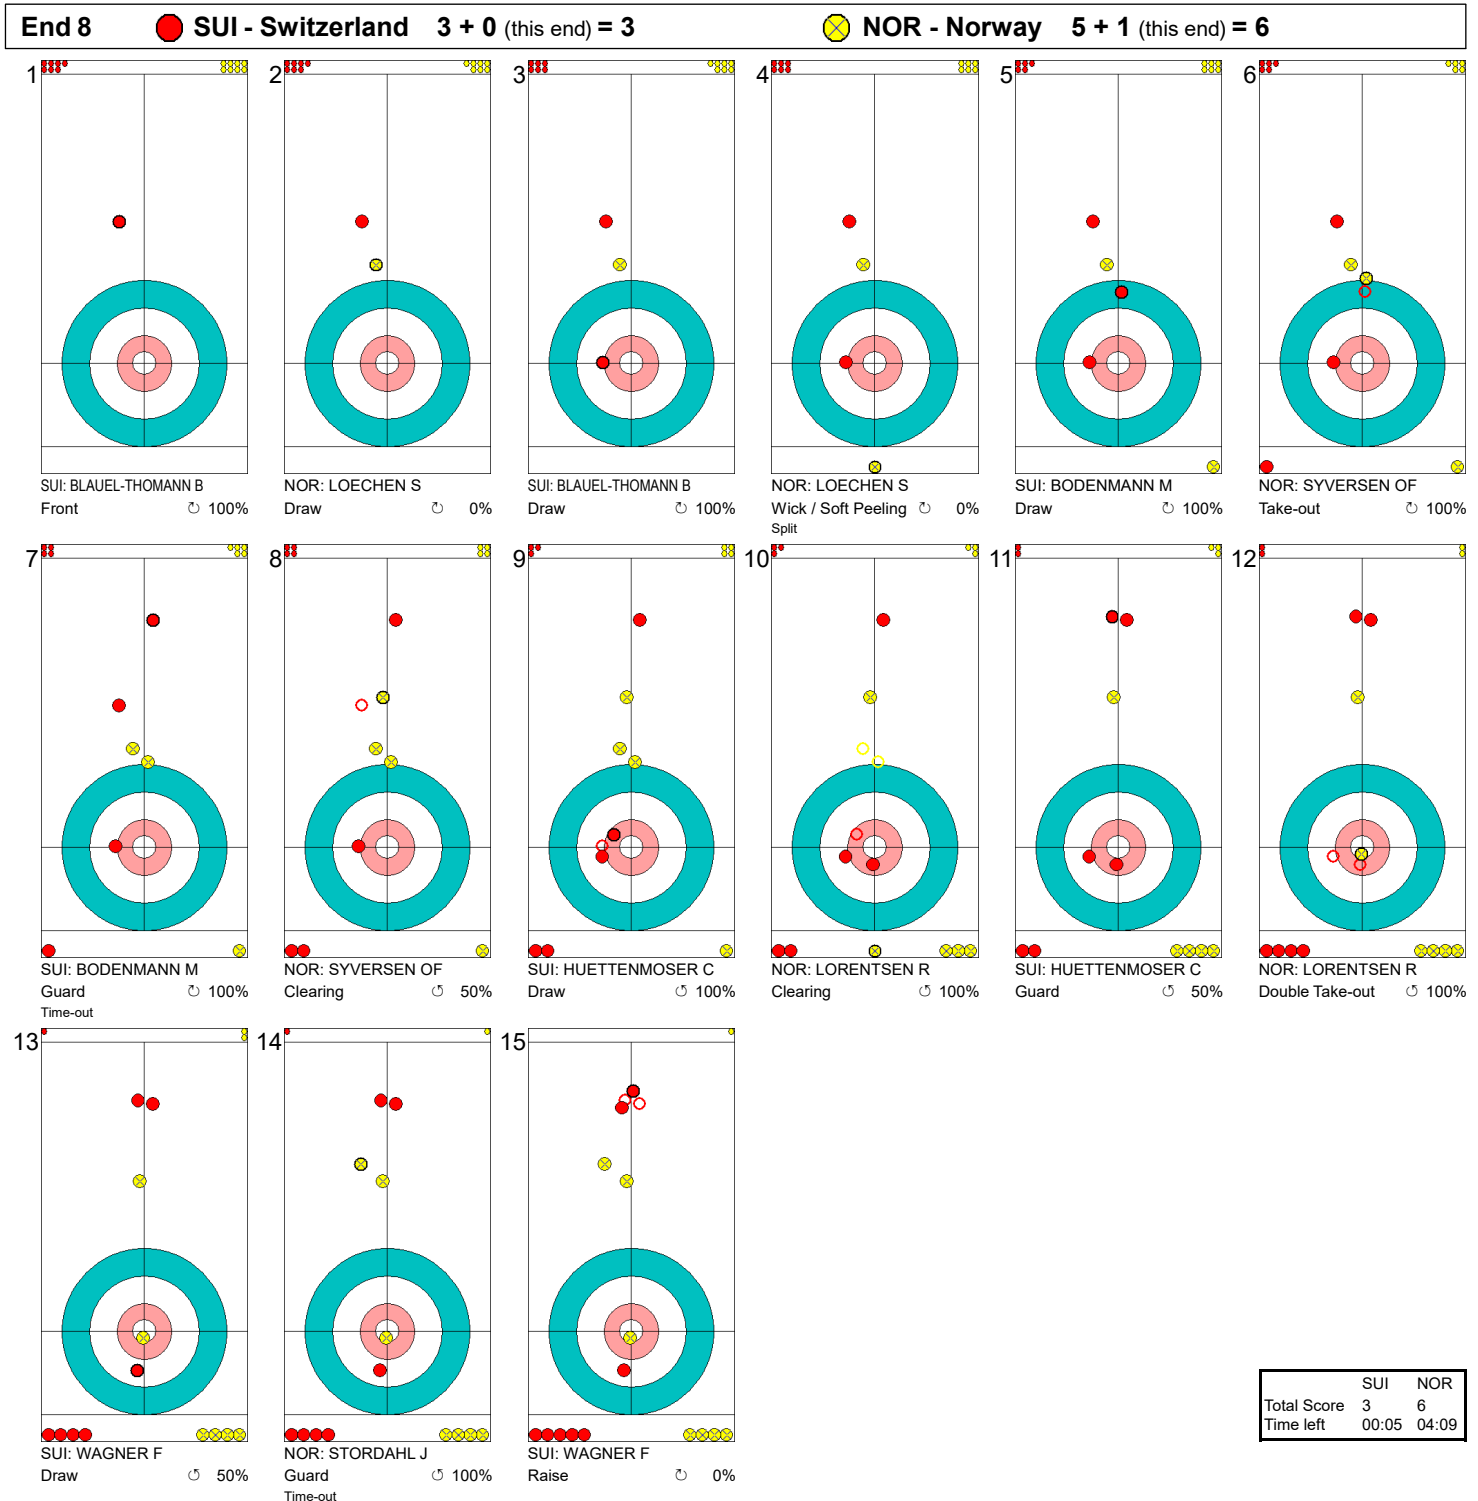 End 8 SUI - Switzerland 3 + 0 (this end) = 3 NOR - Norway 5 + 1 (this end) = 6
1 2 3 4 5 6
SUI: BLAUEL-THOMANN B
Front ↻ 100%
NOR: LOECHEN S
Draw ↺ 0%
SUI: BLAUEL-THOMANN B
Draw ↻ 100%
NOR: LOECHEN S
Wick / Soft Peeling ↻ 0%
Split
SUI: BODENMANN M
Draw ↻ 100%
NOR: SYVERSEN OF
Take-out ↻ 100%
7 8 9 10 11 12
SUI: BODENMANN M
Guard ↻ 100%
Time-out
NOR: SYVERSEN OF
Clearing ↺ 50%
SUI: HUETTENMOSER C
Draw ↺ 100%
NOR: LORENTSEN R
Clearing ↺ 100%
SUI: HUETTENMOSER C
Guard ↺ 50%
NOR: LORENTSEN R
Double Take-out ↻ 100%
13 14 15
SUI: WAGNER F
Draw ↺ 50%
NOR: STORDAHL J
Guard ↺ 100%
Time-out
SUI: WAGNER F
Raise ↻ 0%
SUI NOR
Total Score 3 6
Time left 00:05 04:09